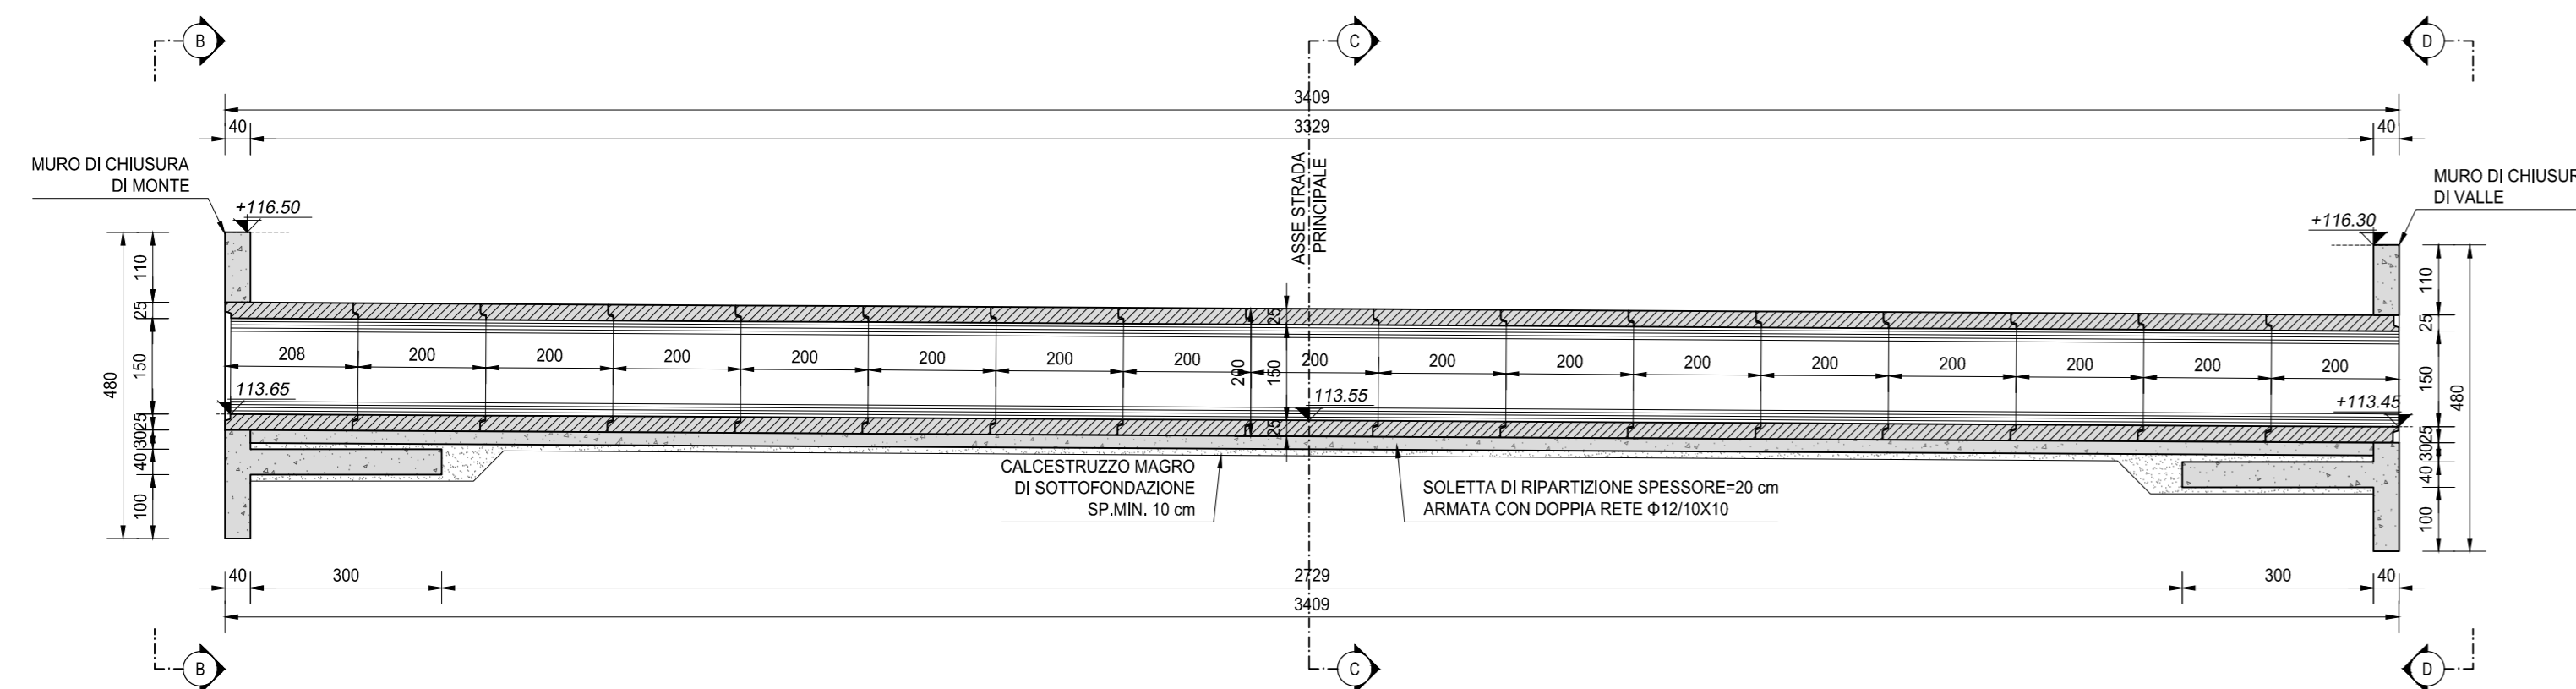 B
C
D
3409
40
3329
40
MURO DI CHIUSURA
DI MONTE
ASSE STRADA
PRINCIPALE
MURO DI CHIUSUR
DI VALLE
+116.50
+116.30
480
110
25
150
25
30
40
100
208 200 200 200 200 200 200 200 200 200 200 200 200 200 200 200 200
25
200
150
25
113.65
113.55
+113.45
110
25
150
25
30
40
100
480
CALCESTRUZZO MAGRO
DI SOTTOFONDAZIONE
SP.MIN. 10 cm
SOLETTA DI RIPARTIZIONE SPESSORE=20 cm
ARMATA CON DOPPIA RETE Φ12/10X10
40
300
2729
300
40
3409
B
C
D